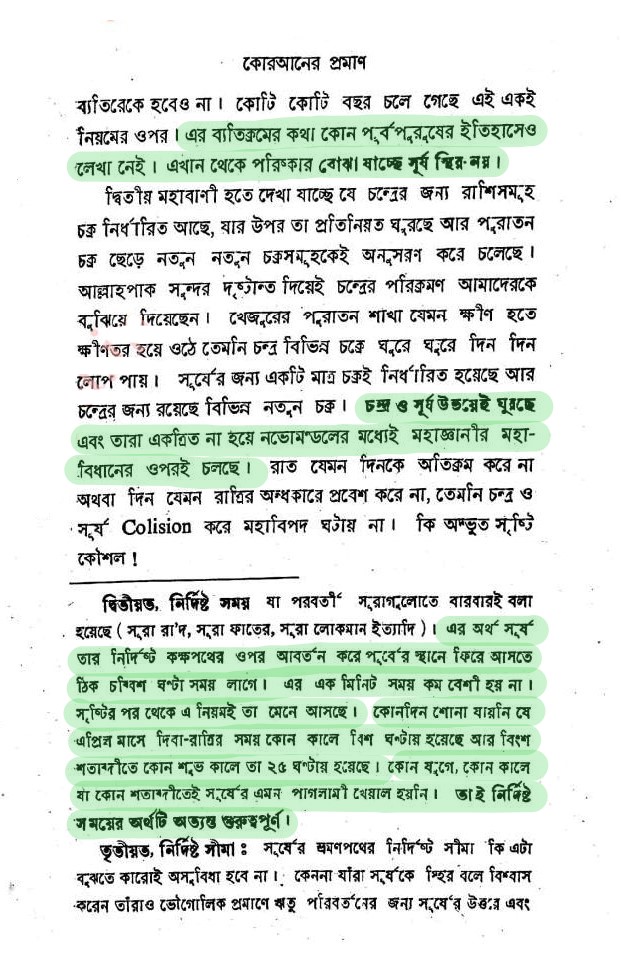 কোরআনের প্রমাণ
ব্যতিরেকে হবেও না। কোটি কোটি বছর চলে গেছে এই একই
নিয়মের ওপর। এর ব্যতিক্রমের কথা কোন পূর্বপুরুষের ইতিহাসেও
লেখা নেই। এখান থেকে পরিষ্কার বোঝা যাচ্ছে সূর্য স্থির নয়।
দ্বিতীয় মহাবাণী হতে দেখা যাচ্ছে যে চন্দ্রের জন্য রাশিসমূহ
চক্র নির্ধারিত আছে, যার উপর তা প্রতিনিয়ত ঘুরছে আর পুরাতন
চক্র ছেড়ে নতুন নতুন চক্রসমূহকেই অনুসরণ করে চলেছে।
আল্লাহপাক সুন্দর দৃষ্টান্ত দিয়েই চন্দ্রের পরিক্রমণ আমাদেরকে
বুঝিয়ে দিয়েছেন। খেজুরের পুরাতন শাখা যেমন ক্ষীণ হতে
ক্ষীণতর হয়ে ওঠে তেমনি চন্দ্র বিভিন্ন চক্রে ঘুরে ঘুরে দিন দিন
লোপ পায়। সূর্যের জন্য একটি মাত্র চক্রই নির্ধারিত হয়েছে আর
চন্দ্রের জন্য রয়েছে বিভিন্ন নতুন চক্র। চন্দ্র ও সূর্য উভয়েই ঘুরছে
এবং তারা একত্রিত না হয়ে নভোমণ্ডলের মধ্যেই মহাজ্ঞানীর মহা-
বিধানের ওপরই চলছে। রাত যেমন দিনকে অতিক্রম করে না
অথবা দিন যেমন রাত্রির অন্ধকারে প্রবেশ করে না, তেমনি চন্দ্র ও
সূর্য Colision করে মহাবিপদ ঘটায় না। কি অদ্ভুত সৃষ্টি
কৌশল!
দ্বিতীয়ত, নির্দিষ্ট সময় যা পরবর্তী সূরাগুলোতে বারবারই বলা
হয়েছে (সূরা রা'দ, সূরা ফাতের, সূরা লোকমান ইত্যাদি)। এর অর্থ সূর্য
তার নির্দিষ্ট কক্ষপথের ওপর আবর্তন করে পূর্বের স্থানে ফিরে আসতে
ঠিক চব্বিশ ঘণ্টা সময় লাগে। এর এক মিনিট সময় কম বেশী হয় না।
সৃষ্টির পর থেকে এ নিয়মই তা মেনে আসছে। কোনদিন শোনা যায়নি যে
এপ্রিল মাসে দিবা-রাত্রির সময় কোন কালে বিশ ঘণ্টায় হয়েছে আর বিংশ
শতাব্দীতে কোন শুভ কালে তা ২৫ ঘণ্টায় হয়েছে। কোন যুগে, কোন কালে
বা কোন শতাব্দীতেই সূর্যের এমন পাগলামী খেয়াল হয়নি। তাই নির্দিষ্ট
সময়ের অর্থটি অত্যন্ত গুরুত্বপূর্ণ।
তৃতীয়ত, নির্দিষ্ট সীমা: সূর্যের ভ্রমণপথের নির্দিষ্ট সীমা কি এটা
বুঝতে কারোই অসুবিধা হবে না। কেননা যাঁরা সূর্যকে স্থির বলে বিশ্বাস
করেন তাঁরাও ভৌগোলিক প্রমাণে ঋতু পরিবর্তনের জন্য সূর্যের উত্তর এবং